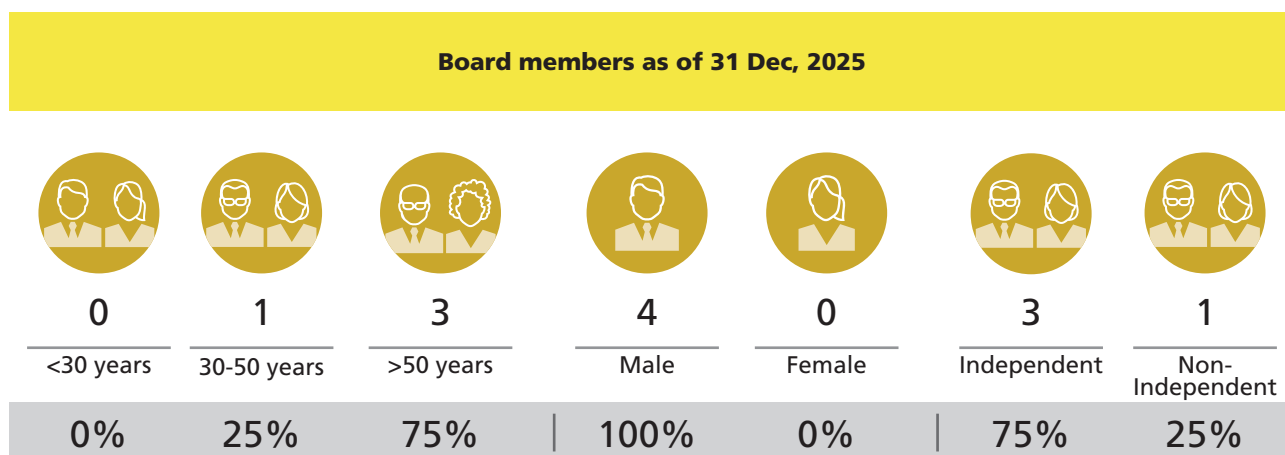 Board members as of 31 Dec, 2025
0 1 3 4 0 3 1
<30 years 30-50 years >50 years Male Female Independent Non-
Independent
0% 25% 75% 100% 0% 75% 25%